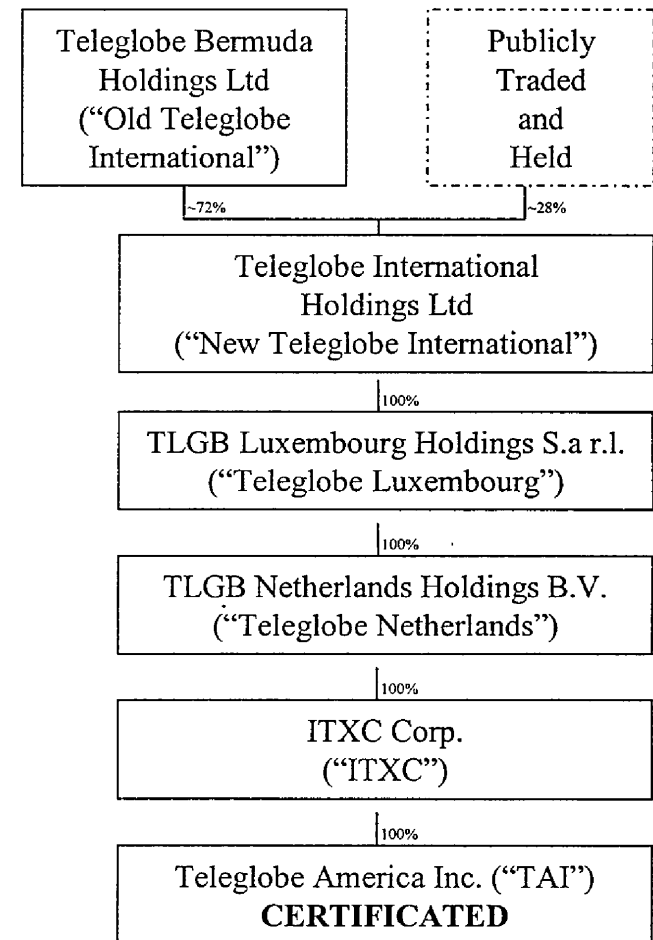 Teleglobe Bermuda
Holdings Ltd
(“Old Teleglobe
International”)
Publicly
Traded
and
Held
~72%
~28%
Teleglobe International
Holdings Ltd
(“New Teleglobe International”)
100%
TLGB Luxembourg Holdings S.a r.l.
(“Teleglobe Luxembourg”)
100%
TLGB Netherlands Holdings B.V.
(“Teleglobe Netherlands”)
100%
ITXC Corp.
(“ITXC”)
100%
Teleglobe America Inc. (“TAI”)
CERTIFICATED